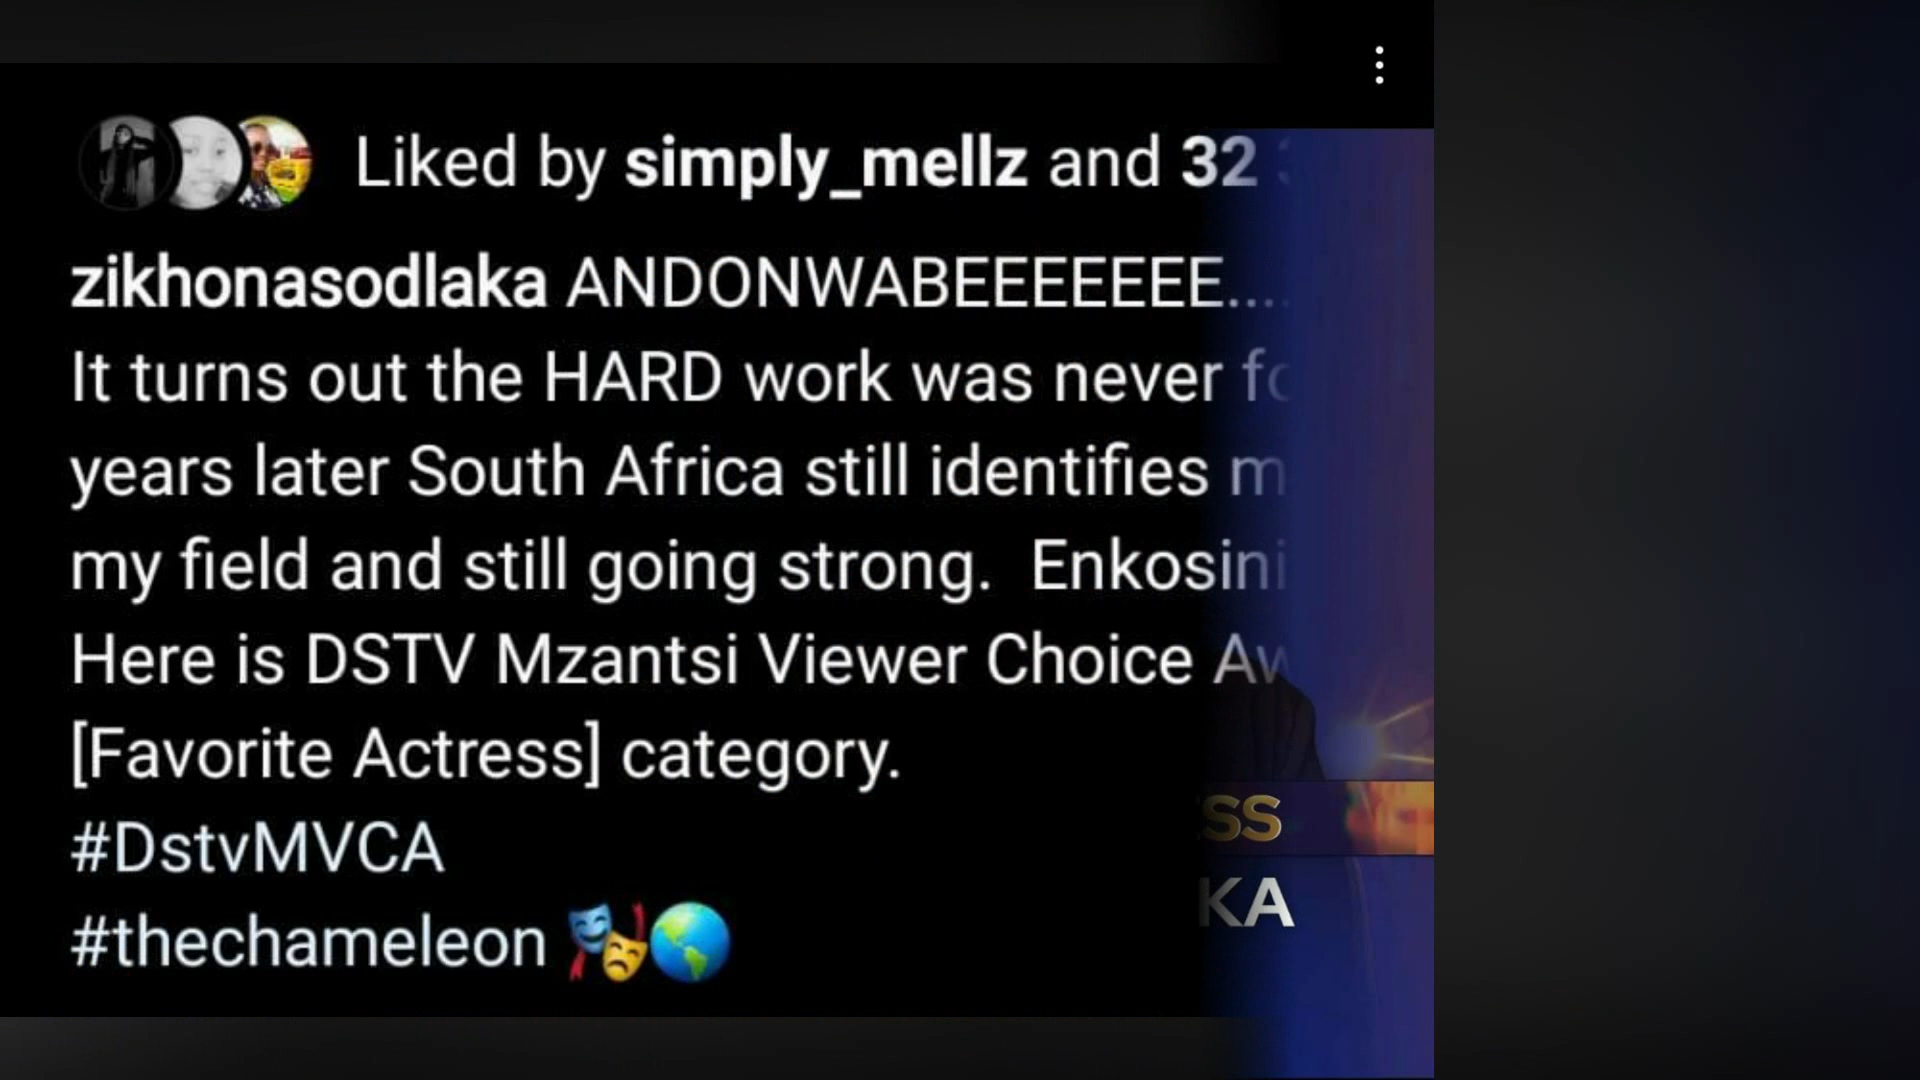 Liked by simply_mellz and 32
zikhonasodlaka ANDONWABEEEEEEE....
It turns out the HARD work was never
years later South Africa still identifies
my field and still going strong. Enkosini
Here is DSTV Mzantsi Viewer Choice
[Favorite Actress] category.
#DstvMVCA
#thechameleon 🎭🌎
SS
KA